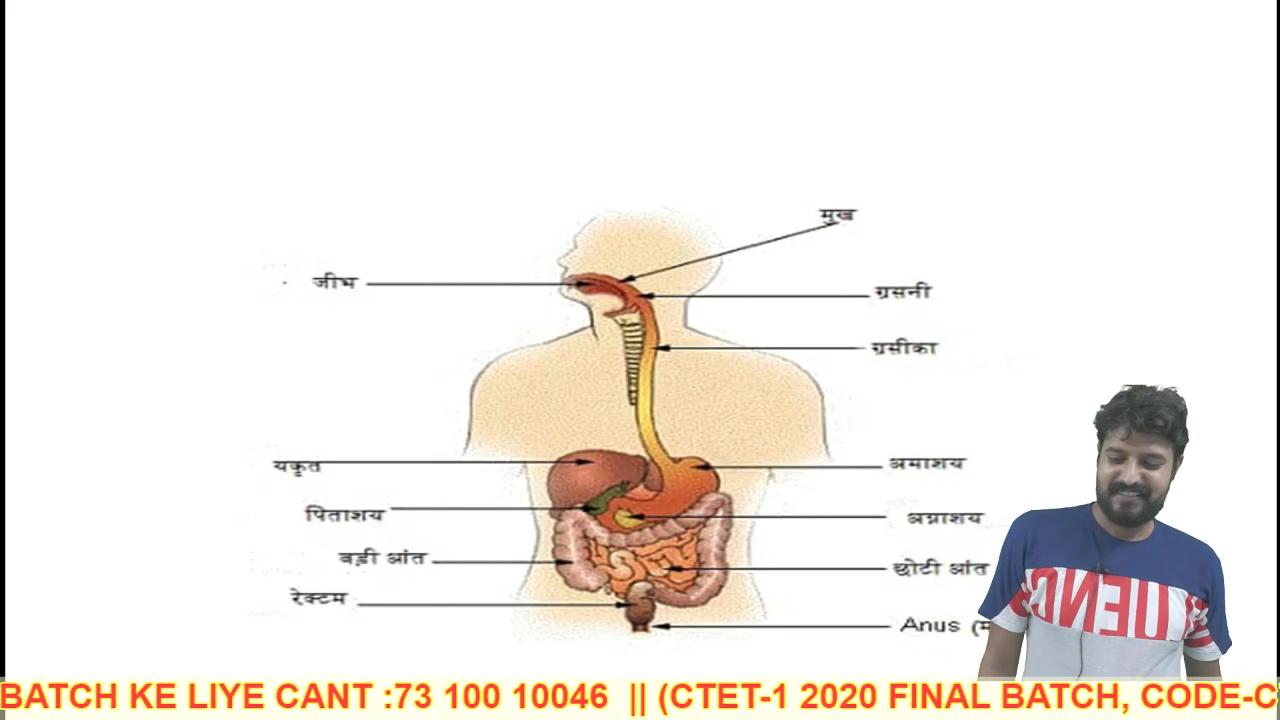 मुख
जीभ
ग्रसनी
ग्रसीका
यकृत
अमाशय
पिताशय
अग्नाशय
बड़ी आंत
छोटी आंत
रेक्टम
Anus (म
BATCH KE LIYE CANT :73 100 10046 || (CTET-1 2020 FINAL BATCH, CODE-C